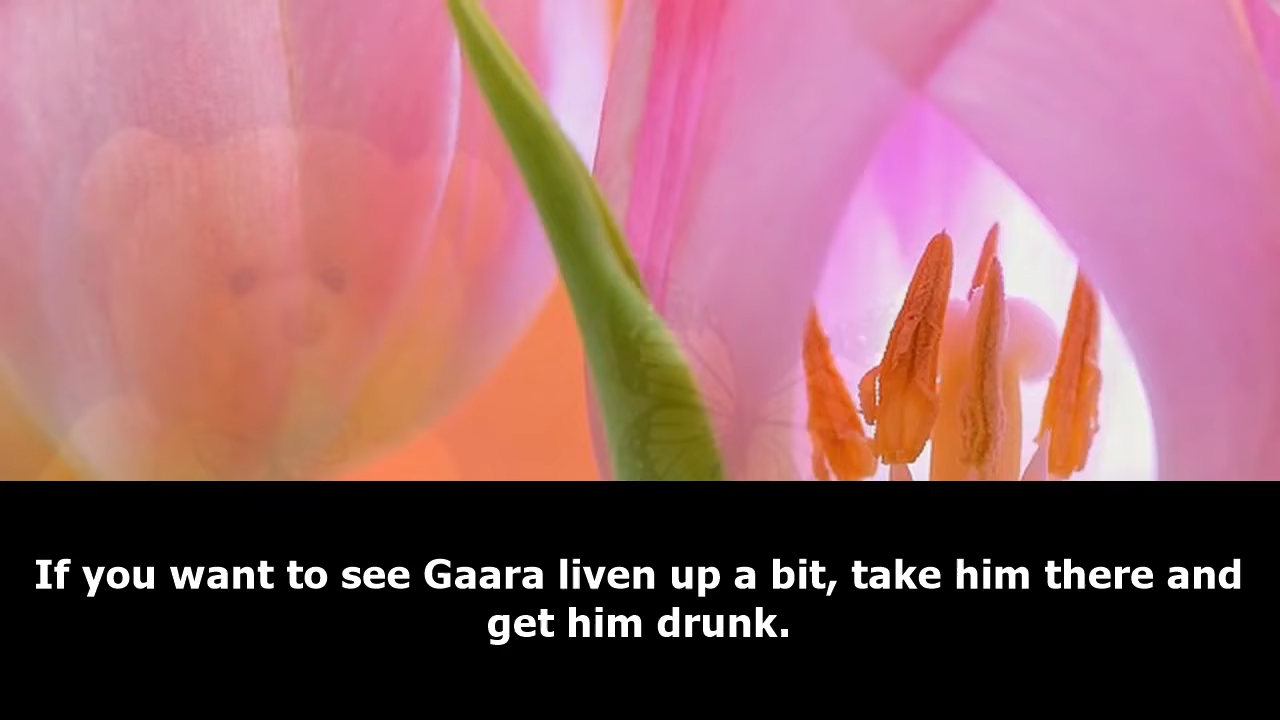 If you want to see Gaara liven up a bit, take him there and
get him drunk.